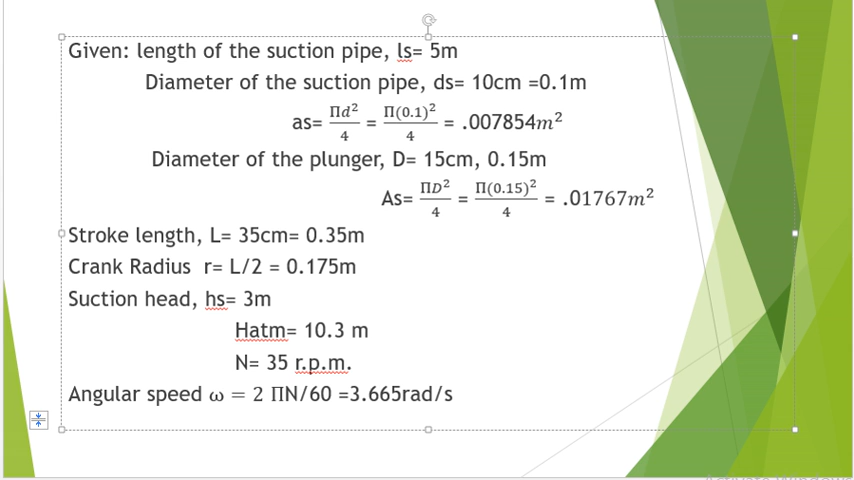 Given: length of the suction pipe, ls= 5m
Diameter of the suction pipe, ds= 10cm =0.1m
as= Πd²/4 = Π(0.1)²/4 = .007854m²
Diameter of the plunger, D= 15cm, 0.15m
As= ΠD²/4 = Π(0.15)²/4 = .01767m²
Stroke length, L= 35cm= 0.35m
Crank Radius r= L/2 = 0.175m
Suction head, hs= 3m
Hatm= 10.3 m
N= 35 r.p.m.
Angular speed ω = 2 ΠN/60 =3.665rad/s